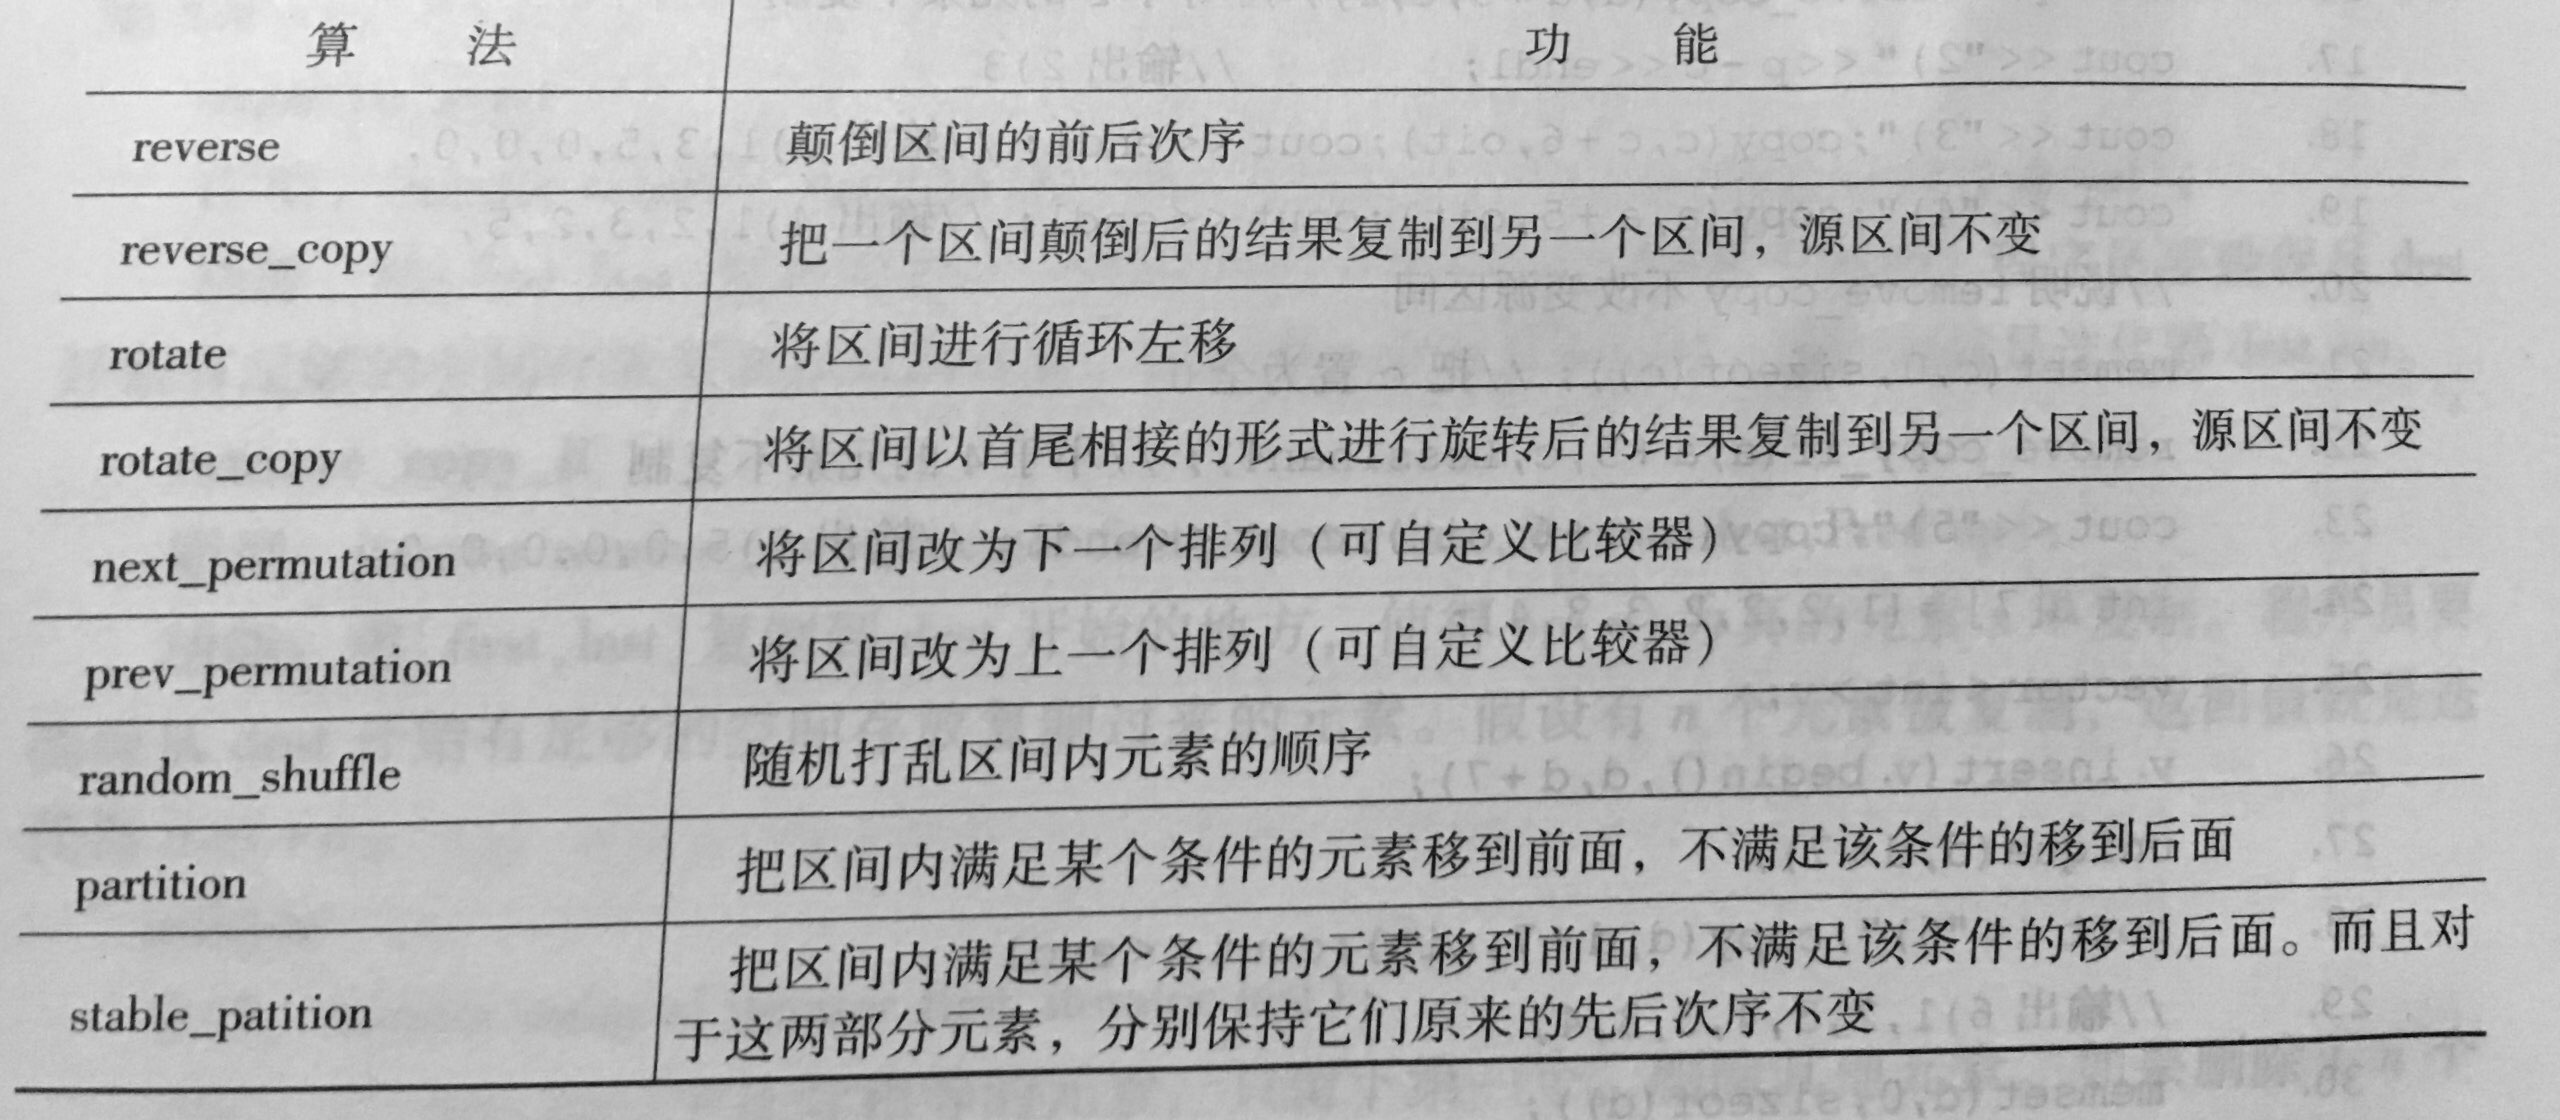 算 法 功 能
reverse 颠倒区间的前后次序
reverse_copy 把一个区间颠倒后的结果复制到另一个区间，源区间不变
rotate 将区间进行循环左移
rotate_copy 将区间以首尾相接的形式进行旋转后的结果复制到另一个区间，源区间不变
next_permutation 将区间改为下一个排列（可自定义比较器）
prev_permutation 将区间改为上一个排列（可自定义比较器）
random_shuffle 随机打乱区间内元素的顺序
partition 把区间内满足某个条件的元素移到前面，不满足该条件的移到后面
stable_patition 把区间内满足某个条件的元素移到前面，不满足该条件的移到后面。而且对
于这两部分元素，分别保持它们原来的先后次序不变